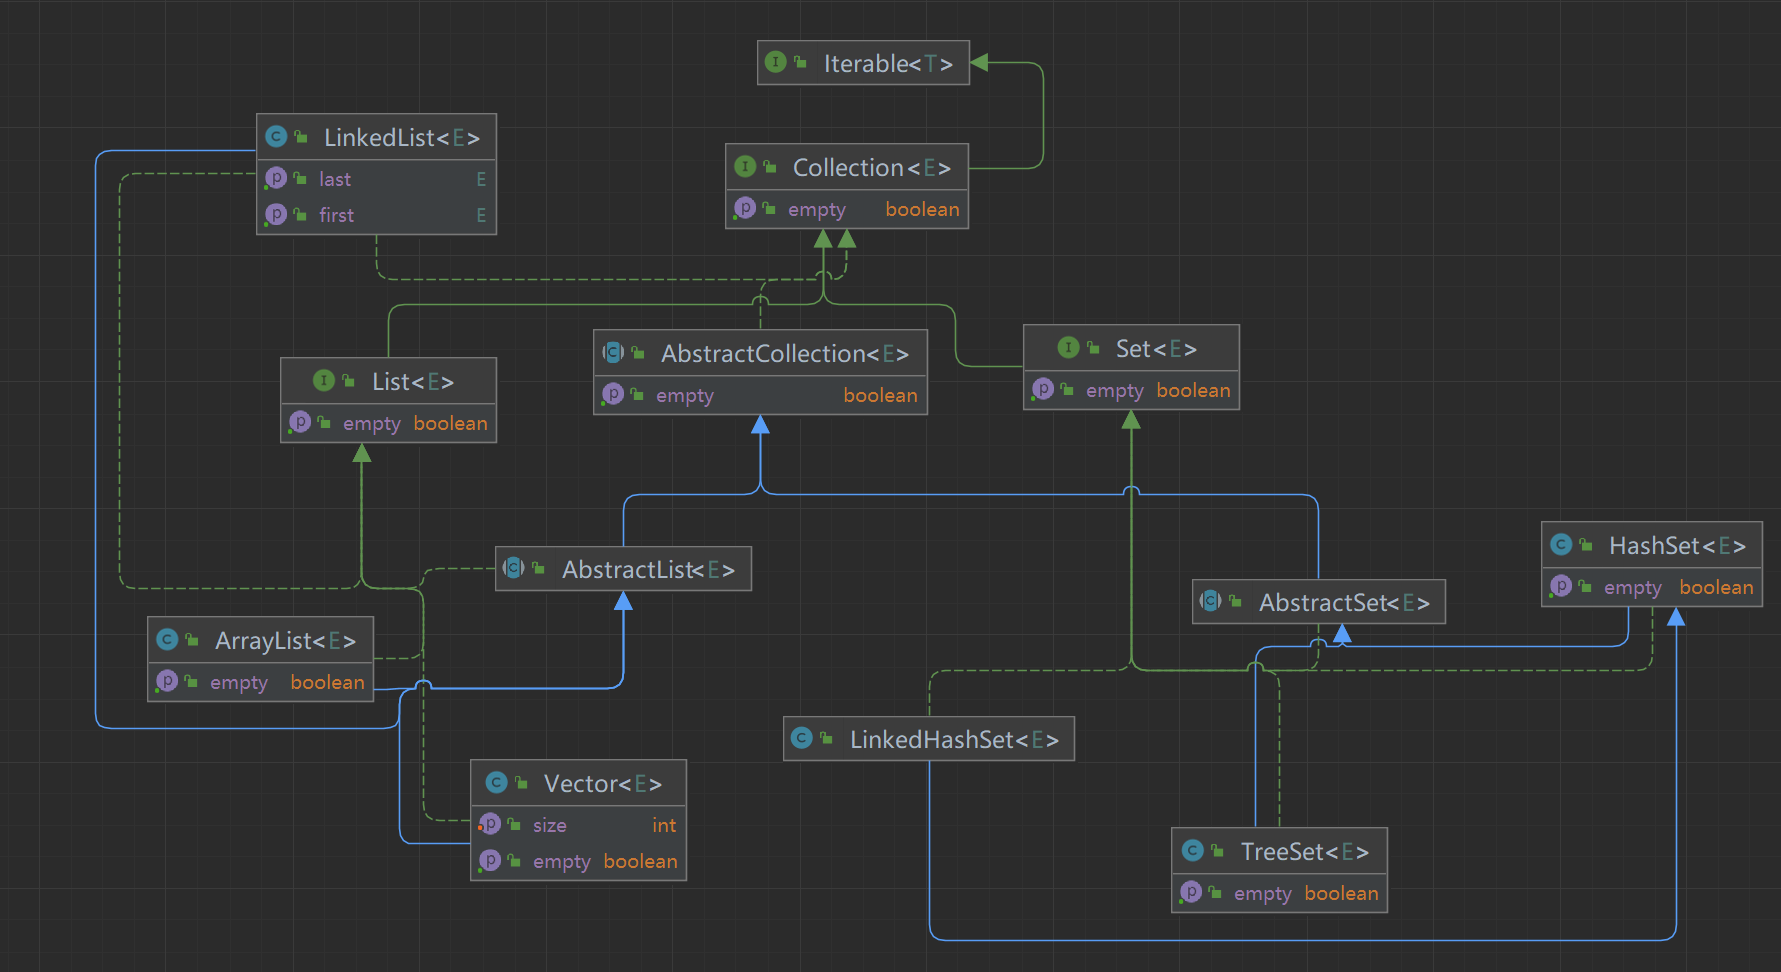 Iterable<T>
LinkedList<E>
last E
first E
Collection<E>
empty boolean
List<E>
empty boolean
AbstractCollection<E>
empty boolean
Set<E>
empty boolean
AbstractList<E>
HashSet<E>
empty boolean
AbstractSet<E>
ArrayList<E>
empty boolean
LinkedHashSet<E>
Vector<E>
size int
empty boolean
TreeSet<E>
empty boolean